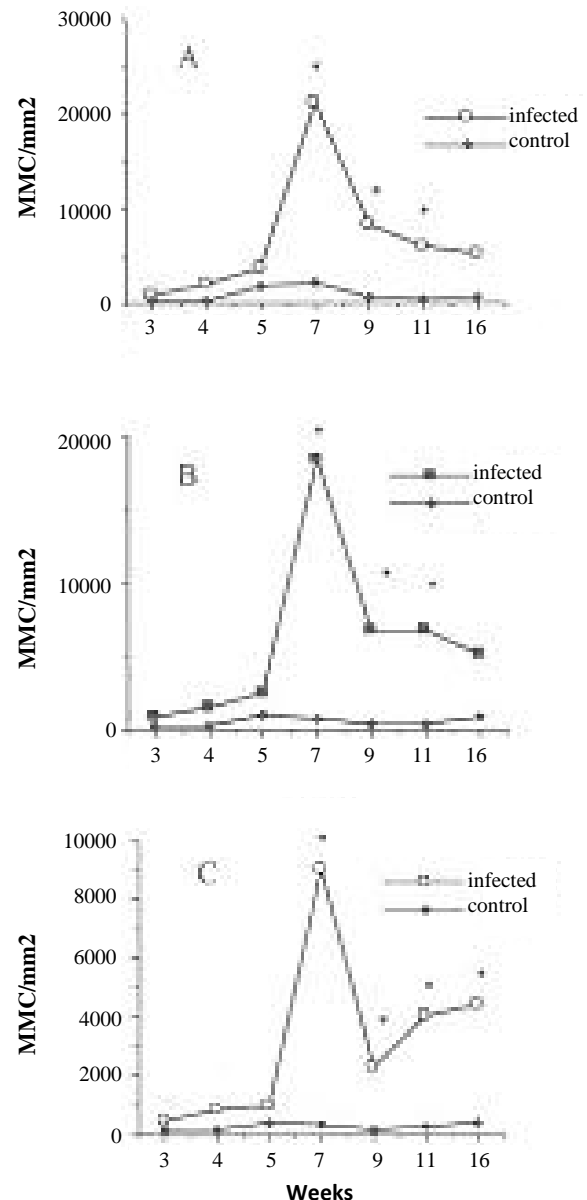 30000
A
20000
infected
control
MMC/mm2
10000
0
3 4 5 7 9 11 16
20000
B
infected
control
MMC/mm2
10000
0
3 4 5 7 9 11 16
10000
C
infected
control
8000
MMC/mm2
6000
4000
2000
0
3 4 5 7 9 11 16
Weeks